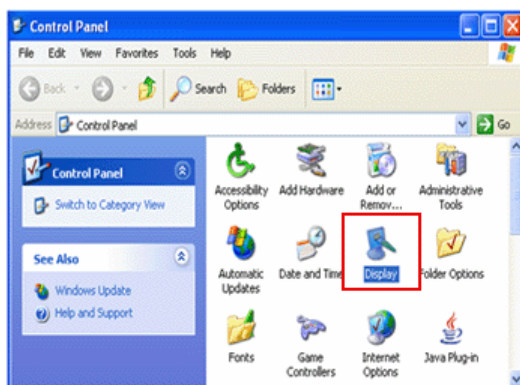 Control Panel
File Edit View Favorites Tools Help
Back Search Folders
Address Control Panel Go
Control Panel
Switch to Category View
See Also
Windows Update
Help and Support
Accessibility Options Add Hardware Add or Remov... Administrative Tools
Automatic Updates Date and Time Display Folder Options
Fonts Game Controllers Internet Options Java Plug-in